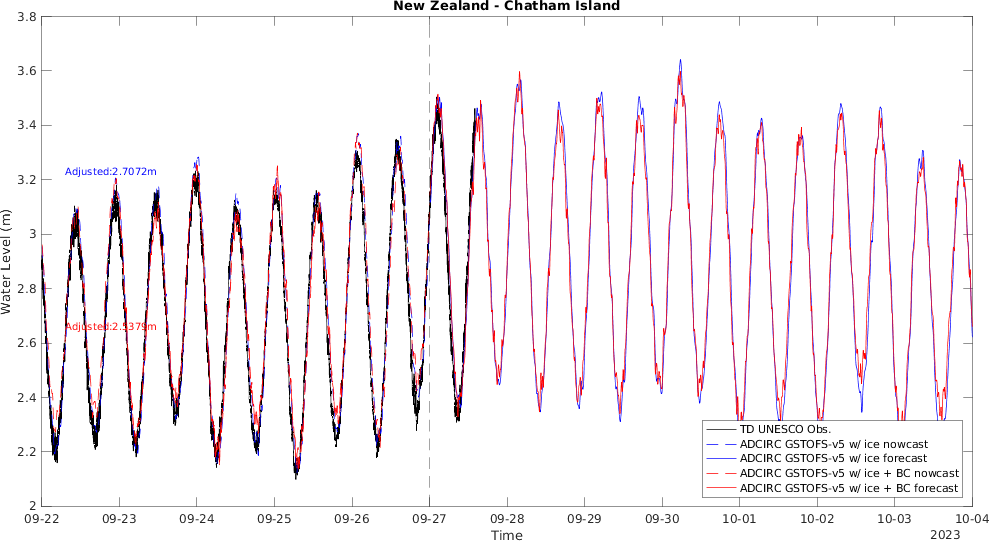 New Zealand - Chatham Island
3.8
3.6
3.4
3.2
3
2.8
2.6
2.4
2.2
2
Water Level (m)
Adjusted:2.7072m
Adjusted:2.5379m
TD UNESCO Obs.
ADCIRC GSTOFS-v5 w/ ice nowcast
ADCIRC GSTOFS-v5 w/ ice forecast
ADCIRC GSTOFS-v5 w/ ice + BC nowcast
ADCIRC GSTOFS-v5 w/ ice + BC forecast
09-22 09-23 09-24 09-25 09-26 09-27 09-28 09-29 09-30 10-01 10-02 10-03 10-04
Time
2023